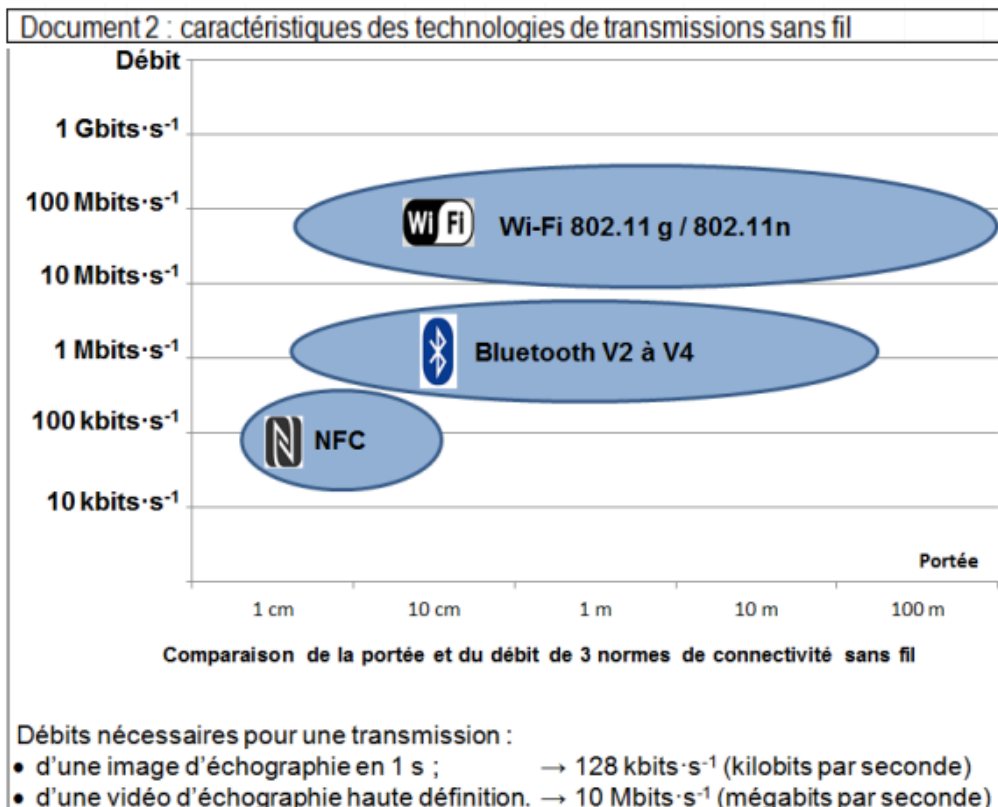 Document 2 : caractéristiques des technologies de transmissions sans fil
Débit
1 Gbits·s⁻¹
100 Mbits·s⁻¹
Wi Fi Wi-Fi 802.11 g / 802.11n
10 Mbits·s⁻¹
1 Mbits·s⁻¹ Bluetooth V2 à V4
100 kbits·s⁻¹
NFC
10 kbits·s⁻¹
Portée
1 cm 10 cm 1 m 10 m 100 m
Comparaison de la portée et du débit de 3 normes de connectivité sans fil
Débits nécessaires pour une transmission :
• d'une image d'échographie en 1 s ; → 128 kbits·s⁻¹ (kilobits par seconde)
• d'une vidéo d'échographie haute définition. → 10 Mbits·s⁻¹ (mégabits par seconde)